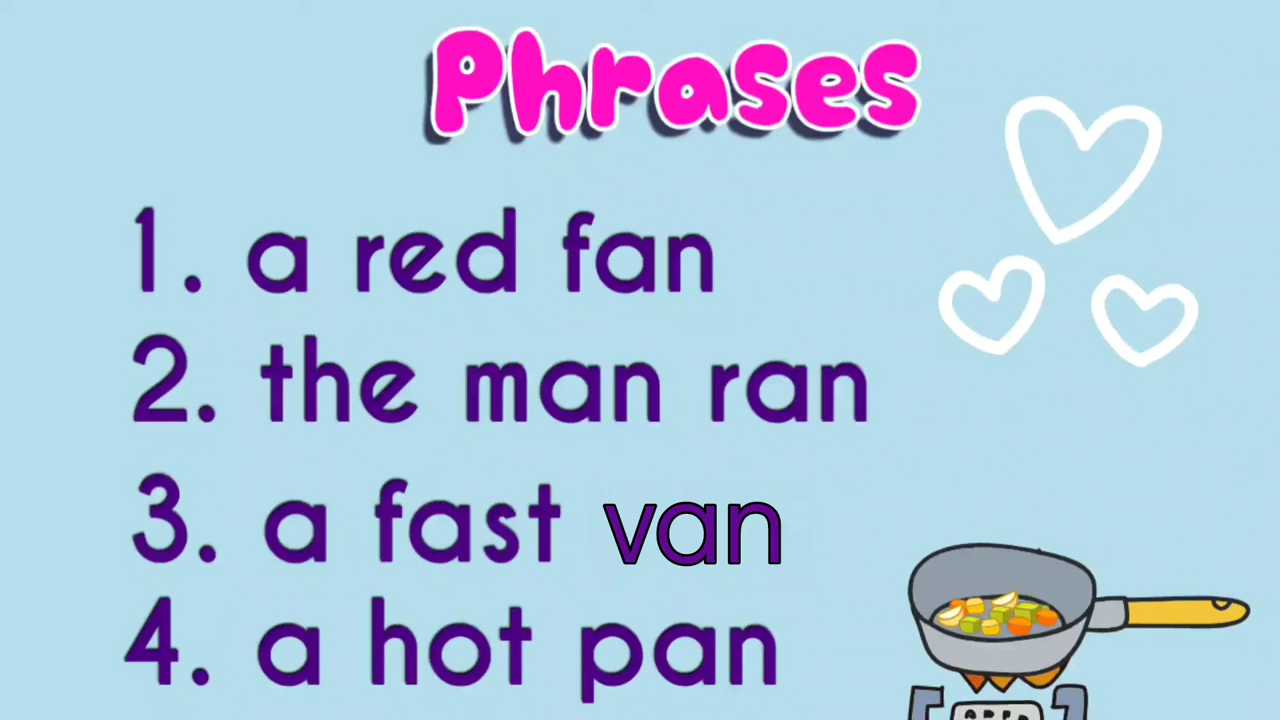 Phrases
1. a red fan
2. the man ran
3. a fast van
4. a hot pan